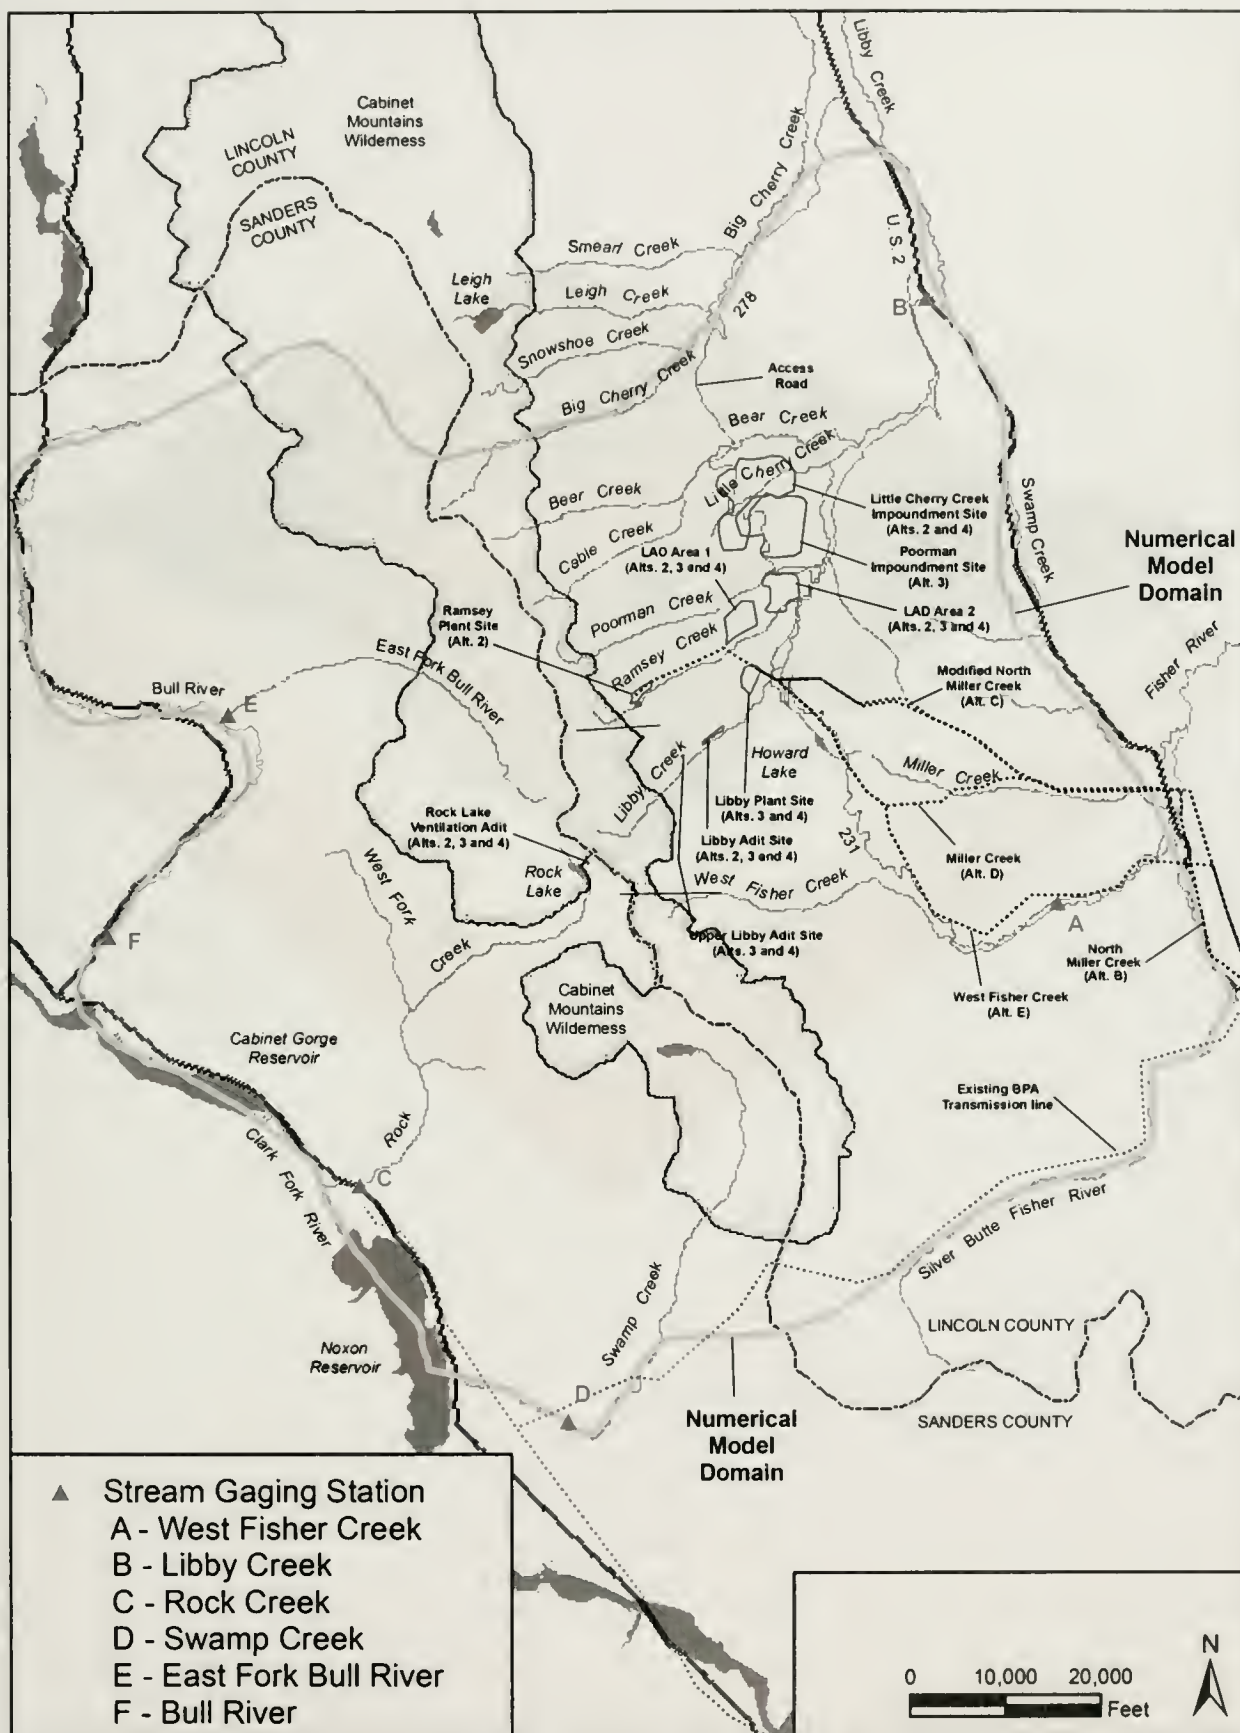 Libby Creek
Cabinet
Mountains
Wilderness
LINCOLN
COUNTY
SANDERS
COUNTY
Big Cherry Creek
U.S. 2
Smearl Creek
Leigh
Lake
Leigh Creek
278
B
Snowshoe Creek
Big Cherry Creek
Access
Road
Bear Creek
Little Cherry Creek
Swamp Creek
Bear Creek
Little Cherry Creek
Impoundment Site
(Alts. 2 and 4)
Cable Creek
Numerical
Model
Domain
LAO Area 1
(Alts. 2, 3 and 4)
Poorman
Impoundment Site
(Alt. 3)
Poorman Creek
Ramsey
Plant Site
(Alt. 2)
LAD Area 2
(Alts. 2, 3 and 4)
Ramsey Creek
East Fork Bull River
Fisher River
Bull River
E
Modified North
Miller Creek
(Alt. C)
Libby Creek
Howard
Lake
Miller Creek
Libby Plant Site
(Alts. 3 and 4)
Rock Lake
Ventilation Adit
(Alts. 2, 3 and 4)
Libby Adit Site
(Alts. 2, 3 and 4)
231
Miller Creek
(Alt. D)
West Fork
Rock
Lake
West Fisher Creek
A
F
Creek
Upper Libby Adit Site
(Alts. 3 and 4)
North
Miller Creek
(Alt. B)
West Fisher Creek
(Alt. E)
Cabinet
Mountains
Wilderness
Cabinet Gorge
Reservoir
Existing BPA
Transmission line
Rock
Clark Fork River
C
Silver Butte Fisher River
Swamp Creek
LINCOLN COUNTY
Noxon
Reservoir
D
SANDERS COUNTY
Numerical
Model
Domain
Stream Gaging Station
A - West Fisher Creek
B - Libby Creek
C - Rock Creek
D - Swamp Creek
E - East Fork Bull River
F - Bull River
N
0 10,000 20,000
Feet